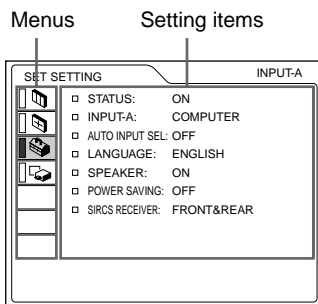 Menus Setting items
SET SETTING INPUT-A
STATUS: ON
INPUT-A: COMPUTER
AUTO INPUT SEL: OFF
LANGUAGE: ENGLISH
SPEAKER: ON
POWER SAVING: OFF
SIRCS RECEIVER: FRONT&REAR